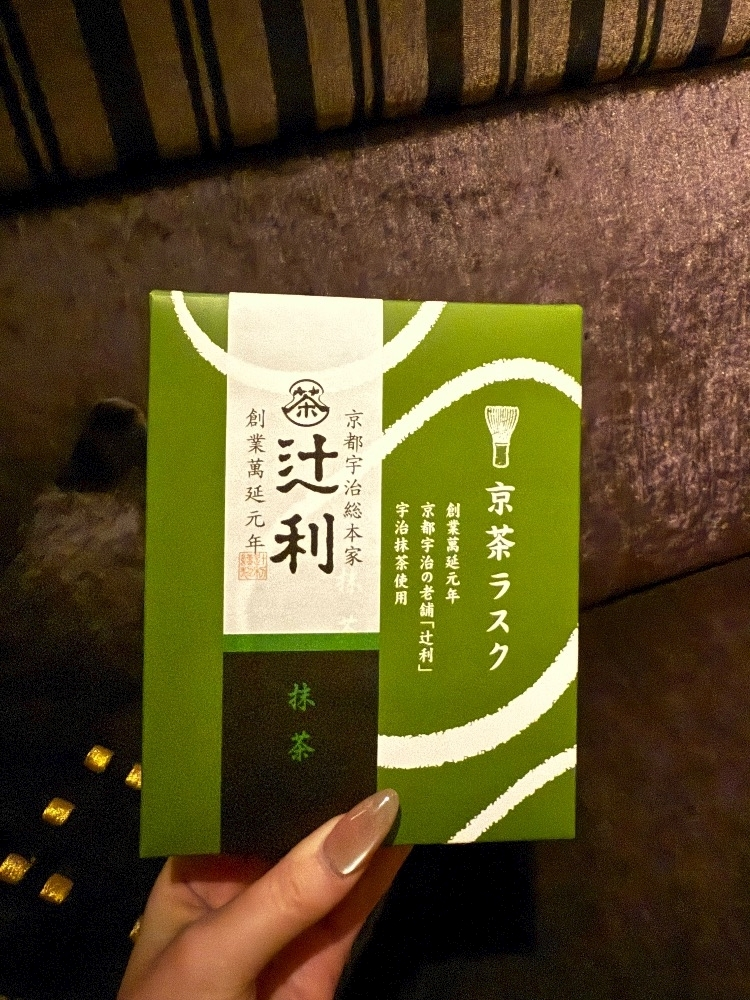 京茶ラスク
創業萬延元年
京都宇治の老舗「辻利」
宇治抹茶使用
茶
京都宇治総本家
辻利
創業萬延元年
抹茶